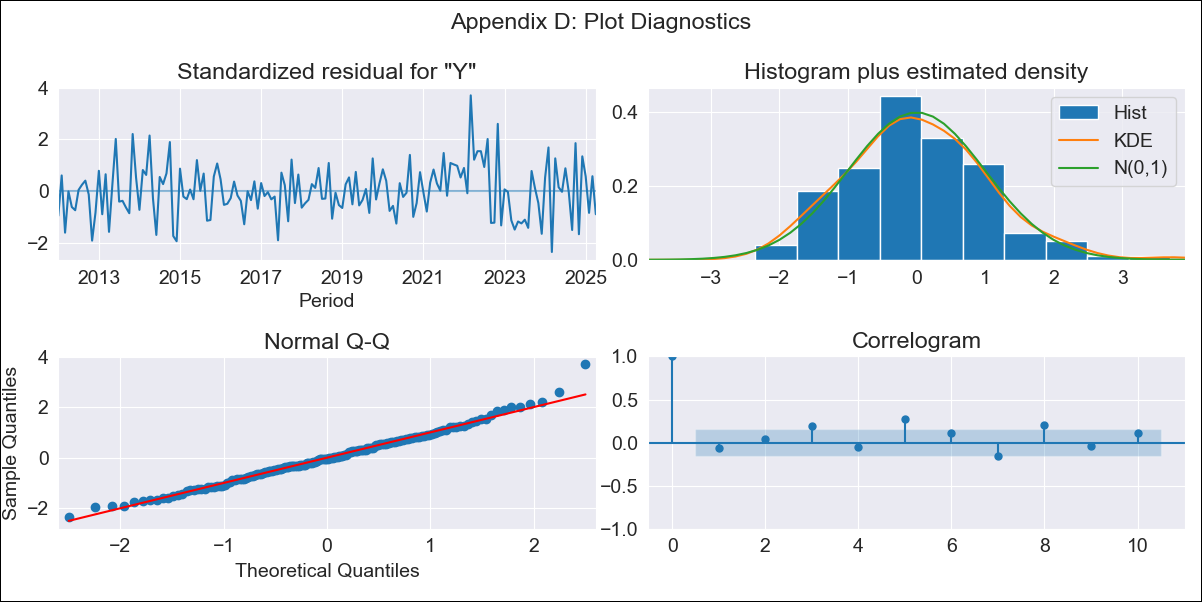 Appendix D: Plot Diagnostics
Standardized residual for "Y"
4
2
0
−2
2013 2015 2017 2019 2021 2023 2025
Period
Histogram plus estimated density
0.4
0.2
0.0
−3 −2 −1 0 1 2 3
Hist
KDE
N(0,1)
Normal Q-Q
Sample Quantiles
4
2
0
−2
−2 −1 0 1 2
Theoretical Quantiles
Correlogram
1.0
0.5
0.0
−0.5
−1.0
0 2 4 6 8 10